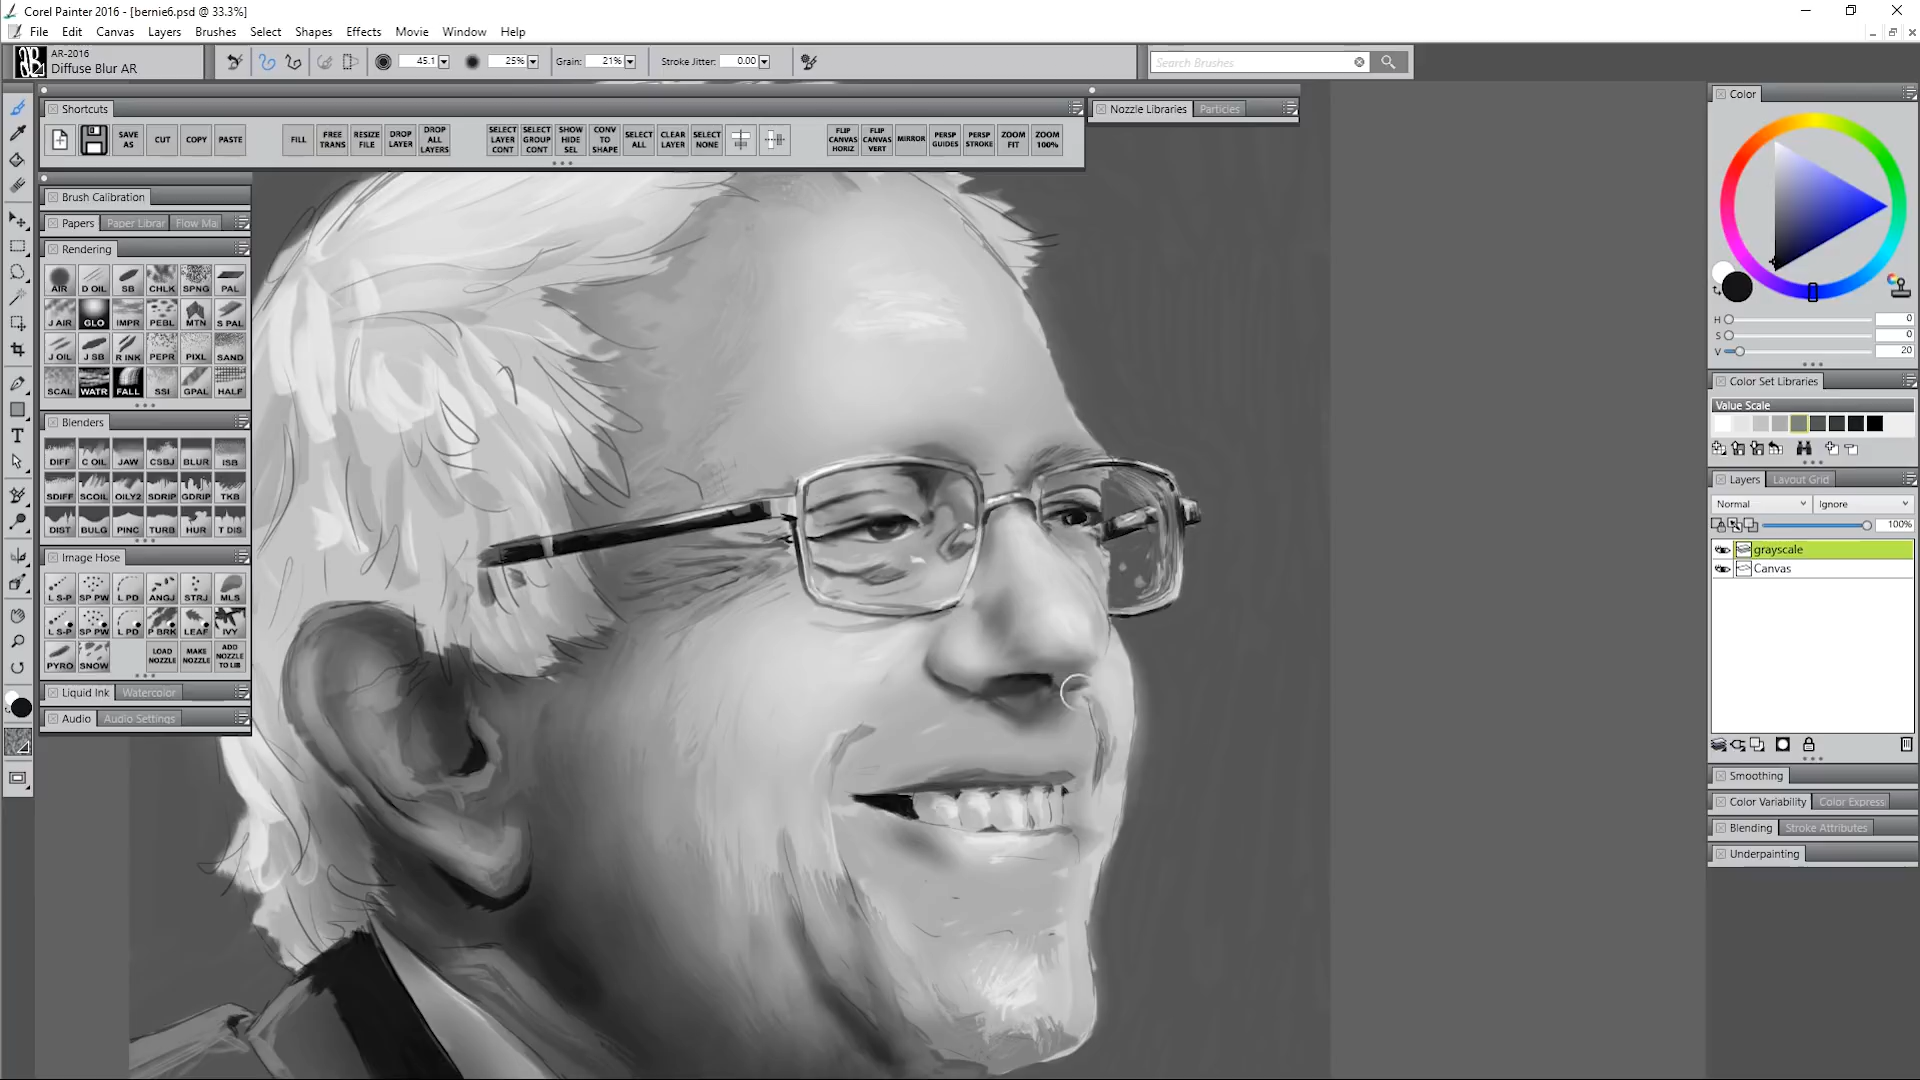 Corel Painter 2016 - [bernie6.psd @ 33.3%]
File Edit Canvas Layers Brushes Select Shapes Effects Movie Window Help
AR-2016
Diffuse Blur AR
45.1 25% Grain: 21% Stroke Jitter: 0.00
Search Brushes
Shortcuts
Nozzle Libraries Particles
SAVE AS CUT COPY PASTE FILL FREE TRANS RESIZE FILE DROP LAYER DROP ALL LAYERS SELECT LAYER CONT SELECT GROUP CONT SHOW HIDE SEL CONV TO SHAPE SELECT ALL CLEAR LAYER SELECT NONE FLIP CANVAS HORIZ FLIP CANVAS VERT MIRROR PERSP GUIDES PERSP STROKE ZOOM FIT ZOOM 100%
Brush Calibration
Papers Paper Librar Flow Ma
Rendering
AIR D OIL SB CHLK SPNG PAL
J AIR GLO IMPR PEBL MTN S PAL
J OIL J SB R INK PEPR PIXL SAND
SCAL WATR FALL SSI GPAL HALF
Blenders
DIFF C OIL JAW CSBJ BLUR ISB
SDIFF SCOIL OILY2 SDRIP GDRIP TKB
DIST BULG PINC TURB HUR T DIS
Image Hose
L S-P SP PW L PD ANGJ STRJ MLS
L S-P SP PW L PD P BRK LEAF IVY
PYRO SNOW LOAD NOZZLE MAKE NOZZLE ADD NOZZLE TO LIB
Liquid Ink Watercolor
Audio Audio Settings
Color
H 0
S 0
V 20
Color Set Libraries
Value Scale
Layers Layout Grid
Normal Ignore
100%
grayscale
Canvas
Smoothing
Color Variability Color Express
Blending Stroke Attributes
Underpainting